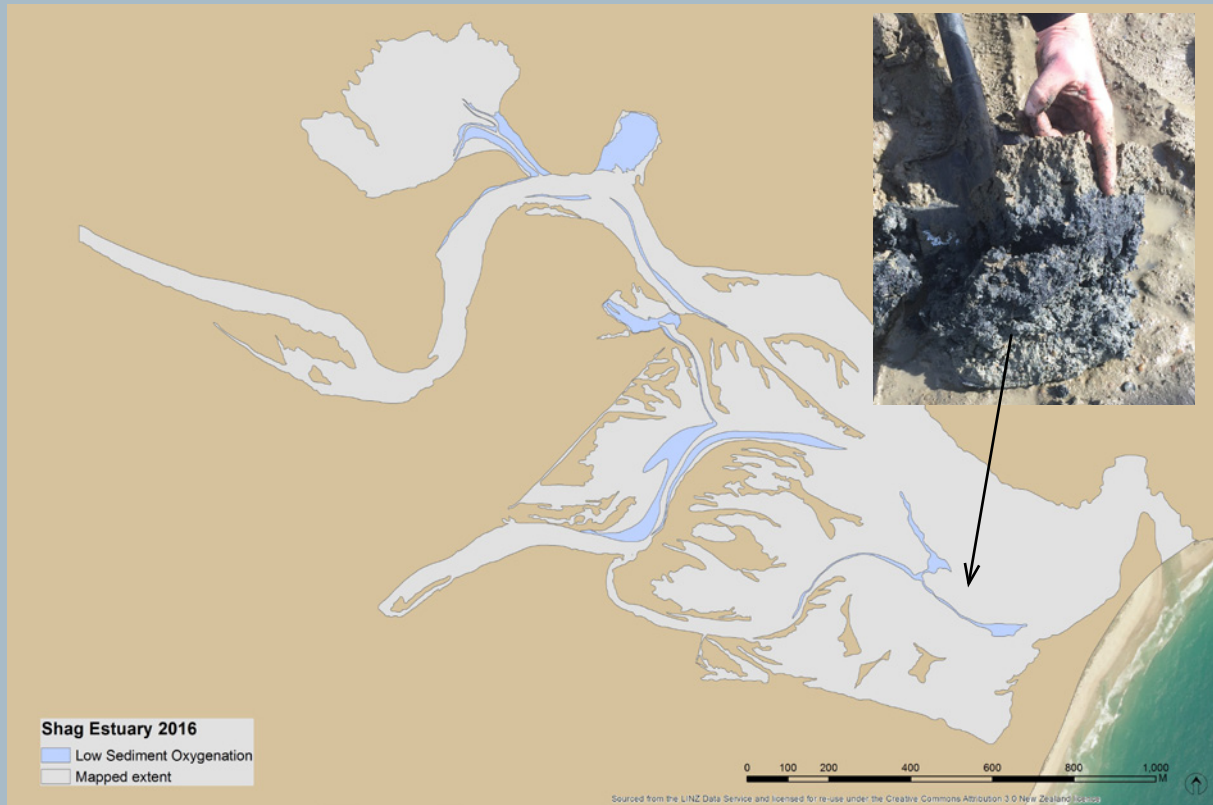 Shag Estuary 2016
Low Sediment Oxygenation
Mapped extent
0 100 200 400 600 800 1,000
M
Sourced from the LINZ Data Service and licensed for re-use under the Creative Commons Attribution 3.0 New Zealand licence